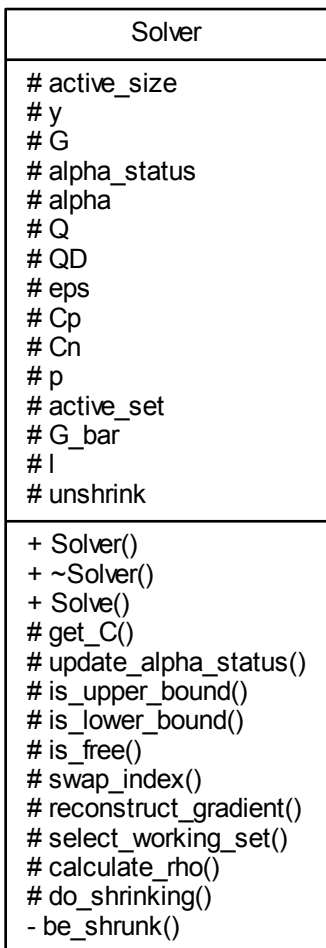 Solver
# active_size
# y
# G
# alpha_status
# alpha
# Q
# QD
# eps
# Cp
# Cn
# p
# active_set
# G_bar
# l
# unshrink
+ Solver()
+ ~Solver()
+ Solve()
# get_C()
# update_alpha_status()
# is_upper_bound()
# is_lower_bound()
# is_free()
# swap_index()
# reconstruct_gradient()
# select_working_set()
# calculate_rho()
# do_shrinking()
- be_shrunk()